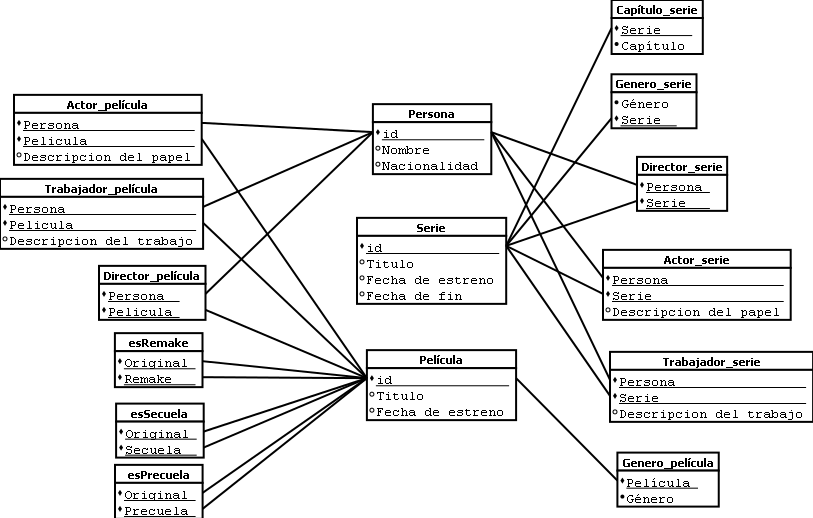 Actor_película
Persona
Pelicula
Descripcion del papel
Trabajador_película
Persona
Pelicula
Descripcion del trabajo
Director_película
Persona
Pelicula
esRemake
Original
Remake
esSecuela
Original
Secuela
esPrecuela
Original
Precuela
Persona
id
Nombre
Nacionalidad
Serie
id
Titulo
Fecha de estreno
Fecha de fin
Película
id
Titulo
Fecha de estreno
Capítulo_serie
Serie
Capítulo
Genero_serie
Género
Serie
Director_serie
Persona
Serie
Actor_serie
Persona
Serie
Descripcion del papel
Trabajador_serie
Persona
Serie
Descripcion del trabajo
Genero_película
Película
Género